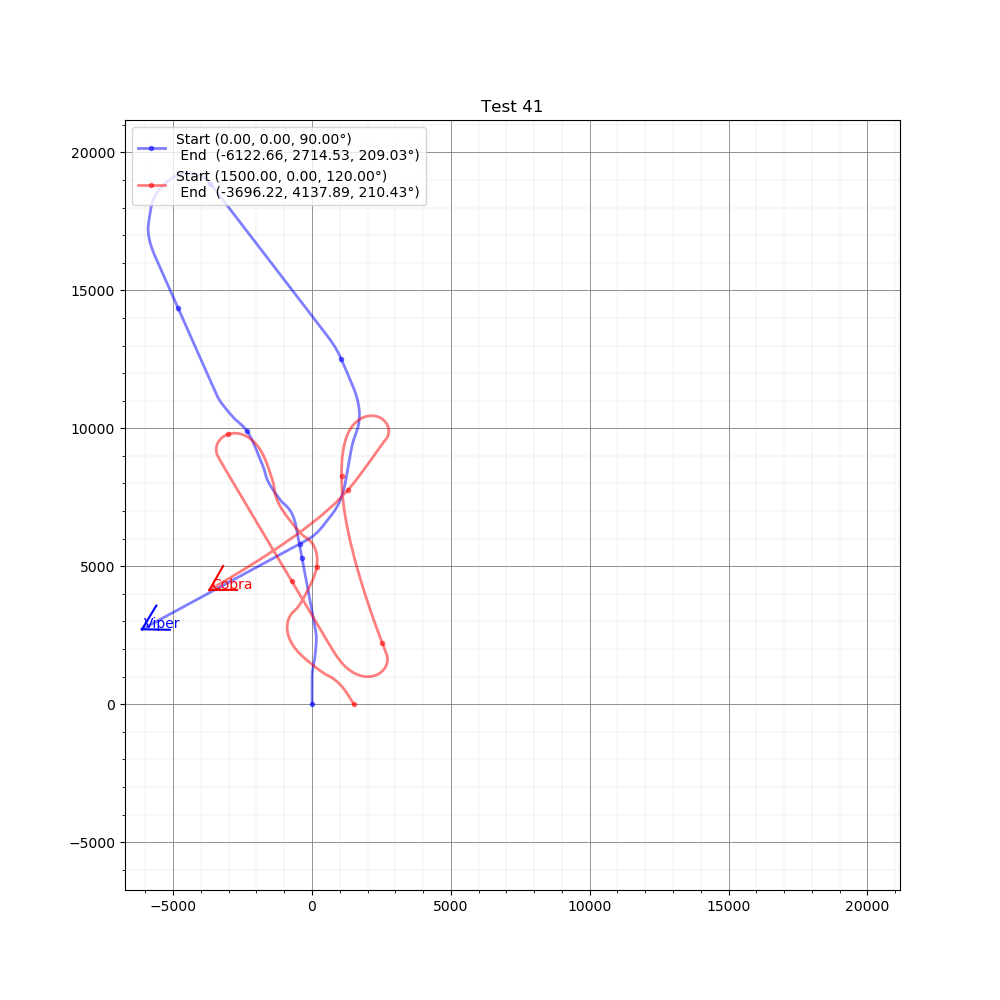 Test 41
Start (0.00, 0.00, 90.00°)
End (-6122.66, 2714.53, 209.03°)
Start (1500.00, 0.00, 120.00°)
End (-3696.22, 4137.89, 210.43°)
20000
15000
10000
5000
0
−5000
Cobra
Viper
−5000 0 5000 10000 15000 20000